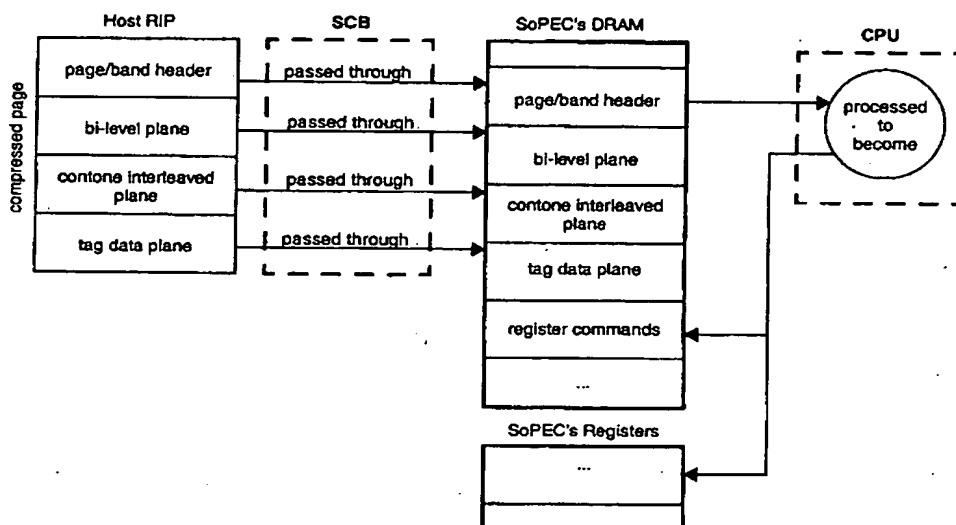 Host RIP
SCB
SoPEC's DRAM
CPU
compressed page
page/band header
bi-level plane
contone interleaved
plane
tag data plane
passed through
passed through
passed through
passed through
page/band header
bi-level plane
contone interleaved
plane
tag data plane
register commands
...
processed
to
become
SoPEC's Registers
...